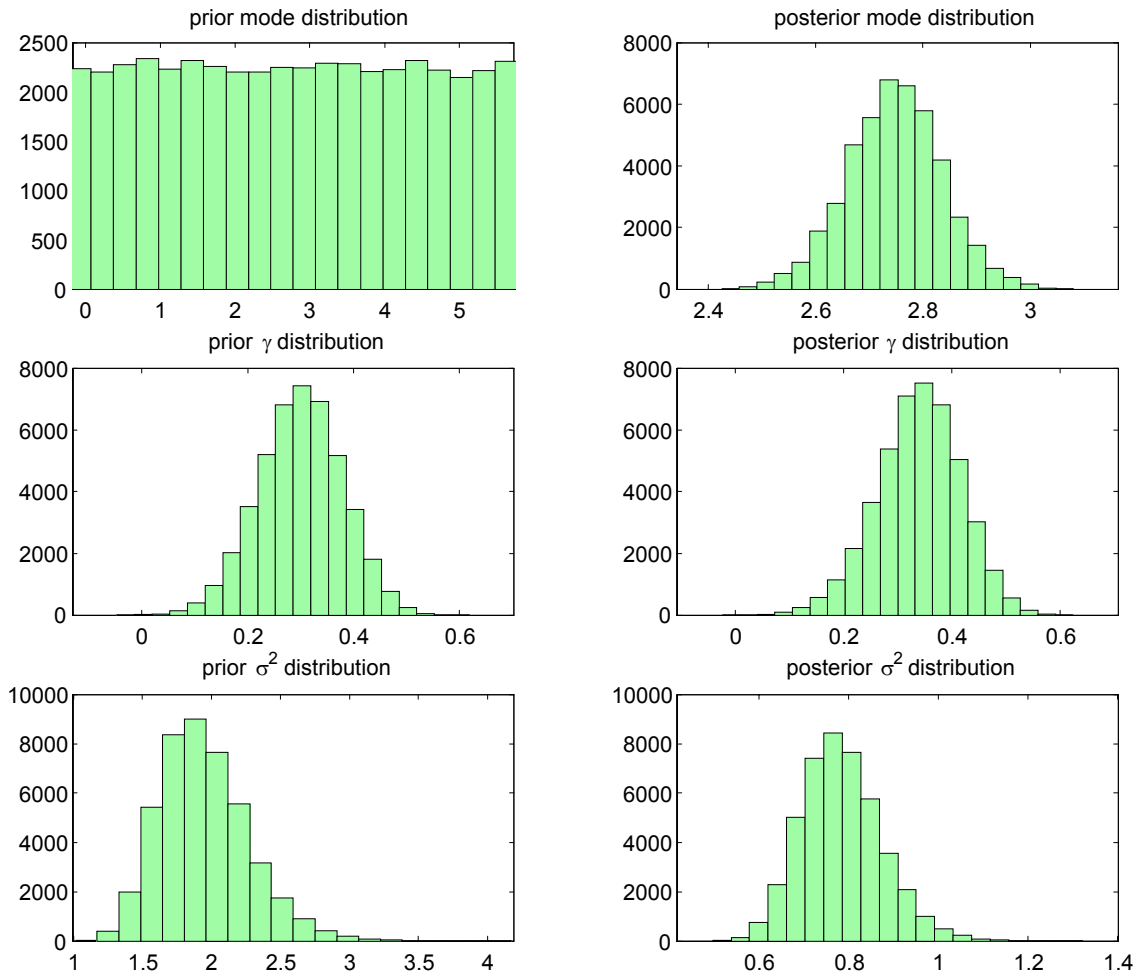 prior mode distribution
2500
2000
1500
1000
500
0
0 1 2 3 4 5
posterior mode distribution
8000
6000
4000
2000
0
2.4 2.6 2.8 3
prior γ distribution
8000
6000
4000
2000
0
0 0.2 0.4 0.6
posterior γ distribution
8000
6000
4000
2000
0
0 0.2 0.4 0.6
prior σ² distribution
10000
8000
6000
4000
2000
0
1 1.5 2 2.5 3 3.5 4
posterior σ² distribution
10000
8000
6000
4000
2000
0
0.6 0.8 1 1.2 1.4